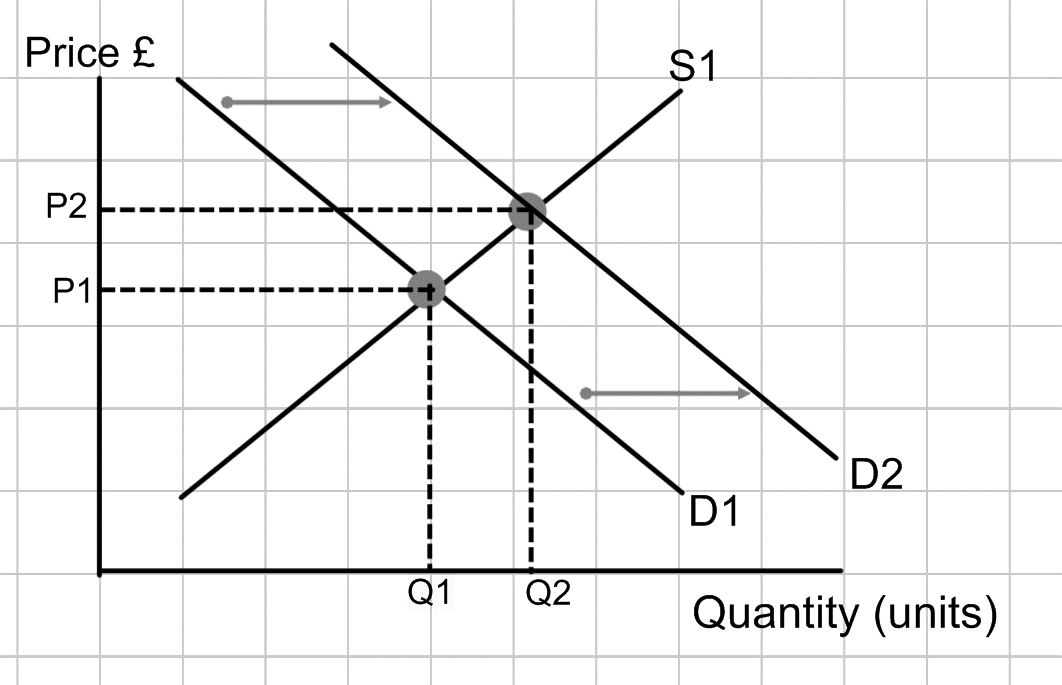 Price £
S1
P2
P1
D2
D1
Q1
Q2
Quantity (units)